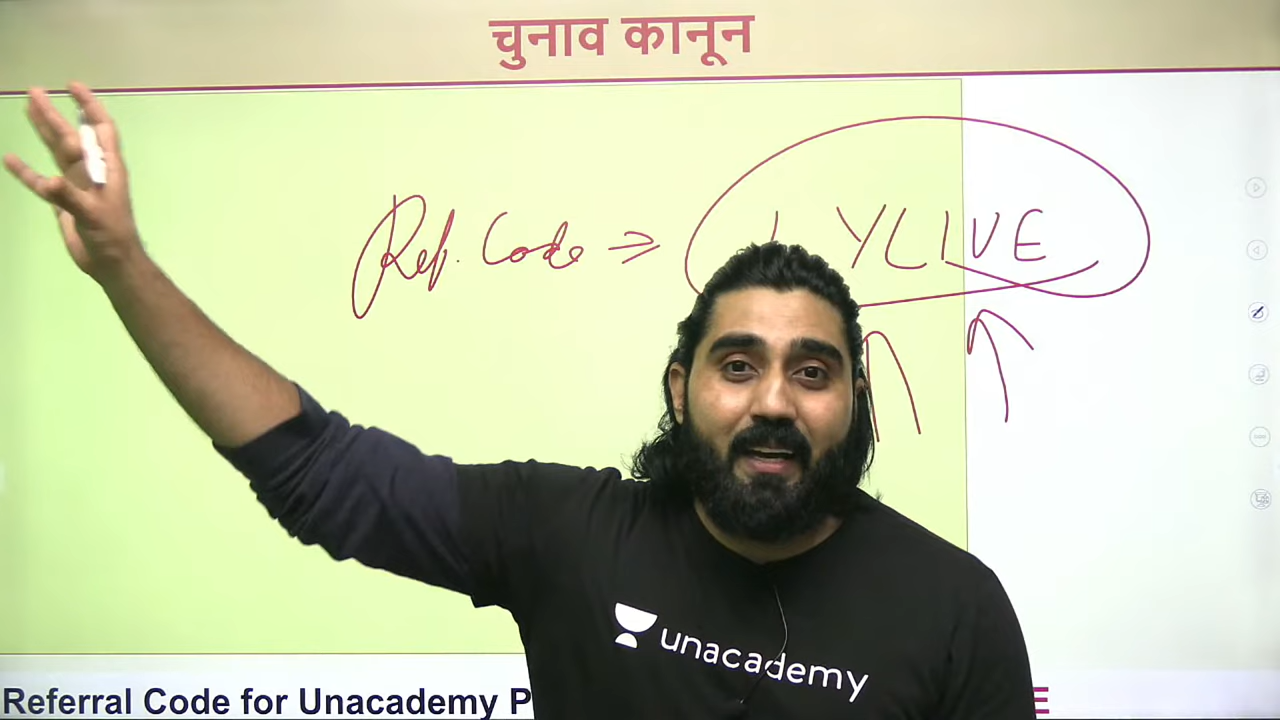 चुनाव कानून
Ref. Code ⇒ YLIVE
unacademy
Referral Code for Unacademy P E